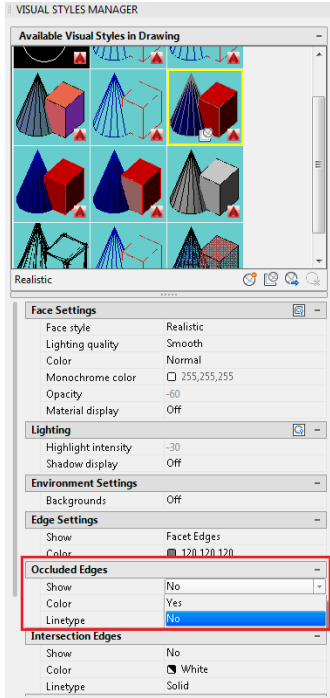 VISUAL STYLES MANAGER
Available Visual Styles in Drawing
Realistic
Face Settings
Face style Realistic
Lighting quality Smooth
Color Normal
Monochrome color 255,255,255
Opacity -60
Material display Off
Lighting
Highlight intensity -30
Shadow display Off
Environment Settings
Backgrounds Off
Edge Settings
Show Facet Edges
Color 120,120,120
Occluded Edges
Show No
Color Yes
Linetype No
Intersection Edges
Show No
Color White
Linetype Solid